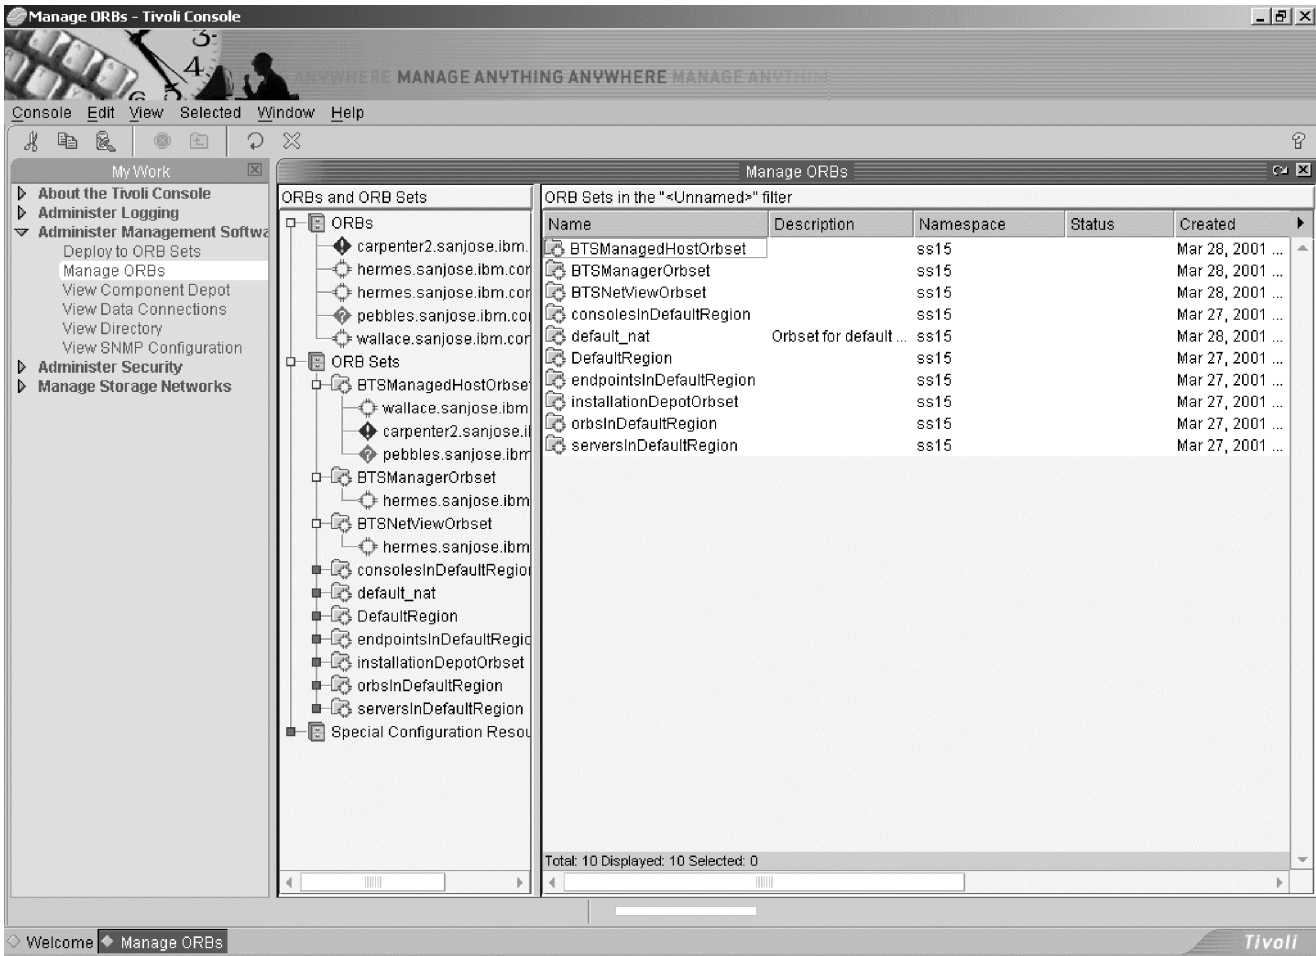 Manage ORBs - Tivoli Console
ANYWHERE MANAGE ANYTHING ANYWHERE MANAGE ANYTHIN
Console Edit View Selected Window Help
My Work
About the Tivoli Console
Administer Logging
Administer Management Softwa
Deploy to ORB Sets
Manage ORBs
View Component Depot
View Data Connections
View Directory
View SNMP Configuration
Administer Security
Manage Storage Networks
Manage ORBs
ORBs and ORB Sets
ORBs
carpenter2.sanjose.ibm.
hermes.sanjose.ibm.cor
hermes.sanjose.ibm.cor
pebbles.sanjose.ibm.co
wallace.sanjose.ibm.cor
ORB Sets
BTSManagedHostOrbse
wallace.sanjose.ibm
carpenter2.sanjose.i
pebbles.sanjose.ibm
BTSManagerOrbset
hermes.sanjose.ibm
BTSNetViewOrbset
hermes.sanjose.ibm
consolesInDefaultRegio
default_nat
DefaultRegion
endpointsInDefaultRegio
installationDepotOrbset
orbsInDefaultRegion
serversInDefaultRegion
Special Configuration Resou
ORB Sets in the "<Unnamed>" filter
Name Description Namespace Status Created
BTSManagedHostOrbset ss15 Mar 28, 2001 ...
BTSManagerOrbset ss15 Mar 28, 2001 ...
BTSNetViewOrbset ss15 Mar 28, 2001 ...
consolesInDefaultRegion ss15 Mar 27, 2001 ...
default_nat Orbset for default ... ss15 Mar 28, 2001 ...
DefaultRegion ss15 Mar 27, 2001 ...
endpointsInDefaultRegion ss15 Mar 27, 2001 ...
installationDepotOrbset ss15 Mar 27, 2001 ...
orbsInDefaultRegion ss15 Mar 27, 2001 ...
serversInDefaultRegion ss15 Mar 27, 2001 ...
Total: 10 Displayed: 10 Selected: 0
Welcome Manage ORBs
Tivoli